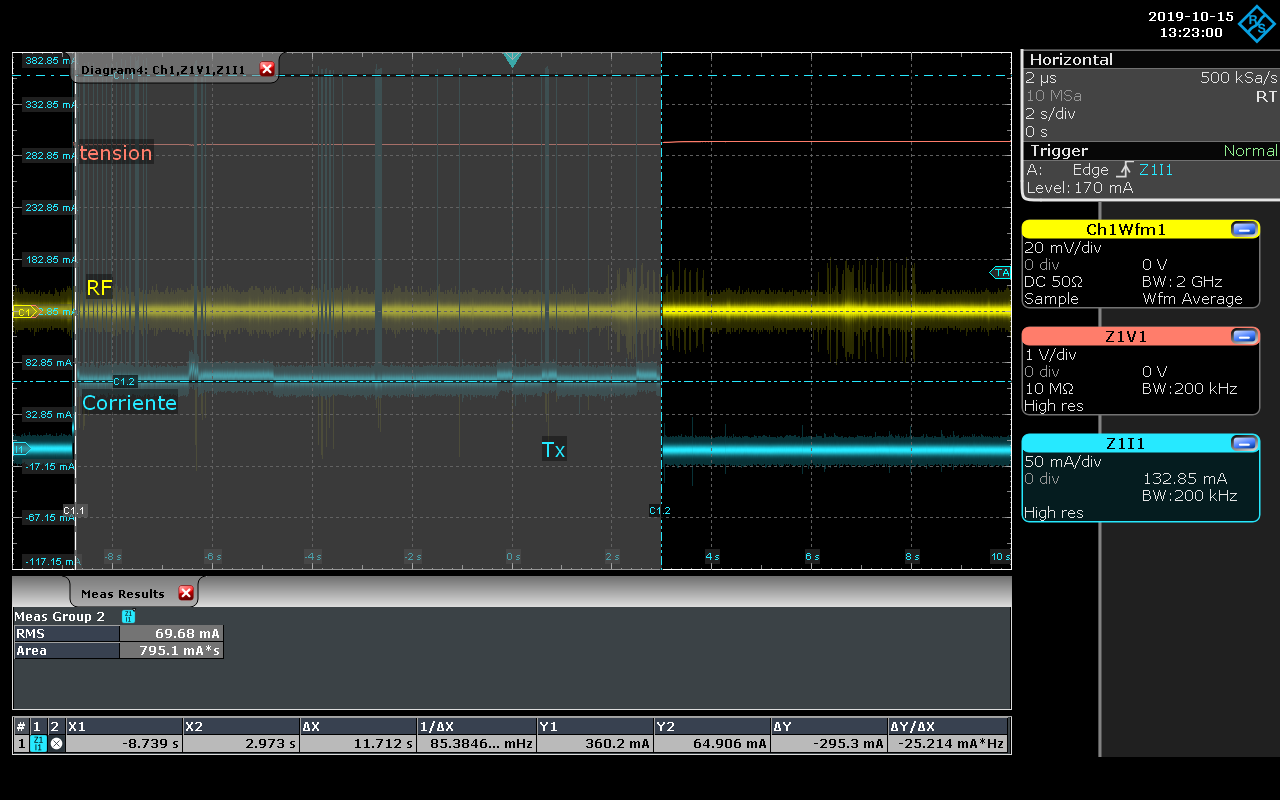 2019-10-15
13:23:00
R&S
Diagram4: Ch1,Z1V1,Z1I1
C1.1
382.85 mA
332.85 mA
282.85 mA
232.85 mA
182.85 mA
82.85 mA
32.85 mA
-17.15 mA
-67.15 mA
-117.15 mA
tension
RF
C1
TA
C1.2
Corriente
I1
Tx
C1.1
C1.2
-8 s
-6 s
-4 s
-2 s
0 s
2 s
4 s
6 s
8 s
10 s
Horizontal
2 µs 500 kSa/s
10 MSa RT
2 s/div
0 s
Trigger Normal
A: Edge Z1I1
Level: 170 mA
Ch1Wfm1
20 mV/div
0 div 0 V
DC 50Ω BW: 2 GHz
Sample Wfm Average
Z1V1
1 V/div
0 div 0 V
10 MΩ BW:200 kHz
High res
Z1I1
50 mA/div
0 div 132.85 mA
BW:200 kHz
High res
Meas Results
Meas Group 2 Z1 I1
RMS 69.68 mA
Area 795.1 mA*s
# 1 2 X1 X2 ΔX 1/ΔX Y1 Y2 ΔY ΔY/ΔX
1 Z1 I1 -8.739 s 2.973 s 11.712 s 85.3846... mHz 360.2 mA 64.906 mA -295.3 mA -25.214 mA*Hz